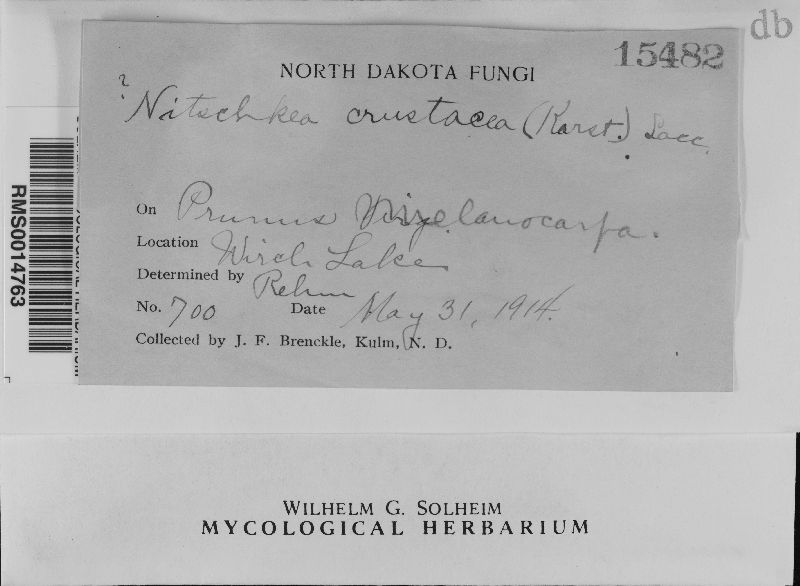 db
15482
NORTH DAKOTA FUNGI
? Nitschkea crustacea (Karst.) Sacc.
On Prunus melanocarpa.
Location Wirch Lake
Determined by Rehm
No. 700 Date May 31, 1914.
Collected by J. F. Brenckle, Kulm, N. D.
RMS0014763
WILHELM G. SOLHEIM
MYCOLOGICAL HERBARIUM